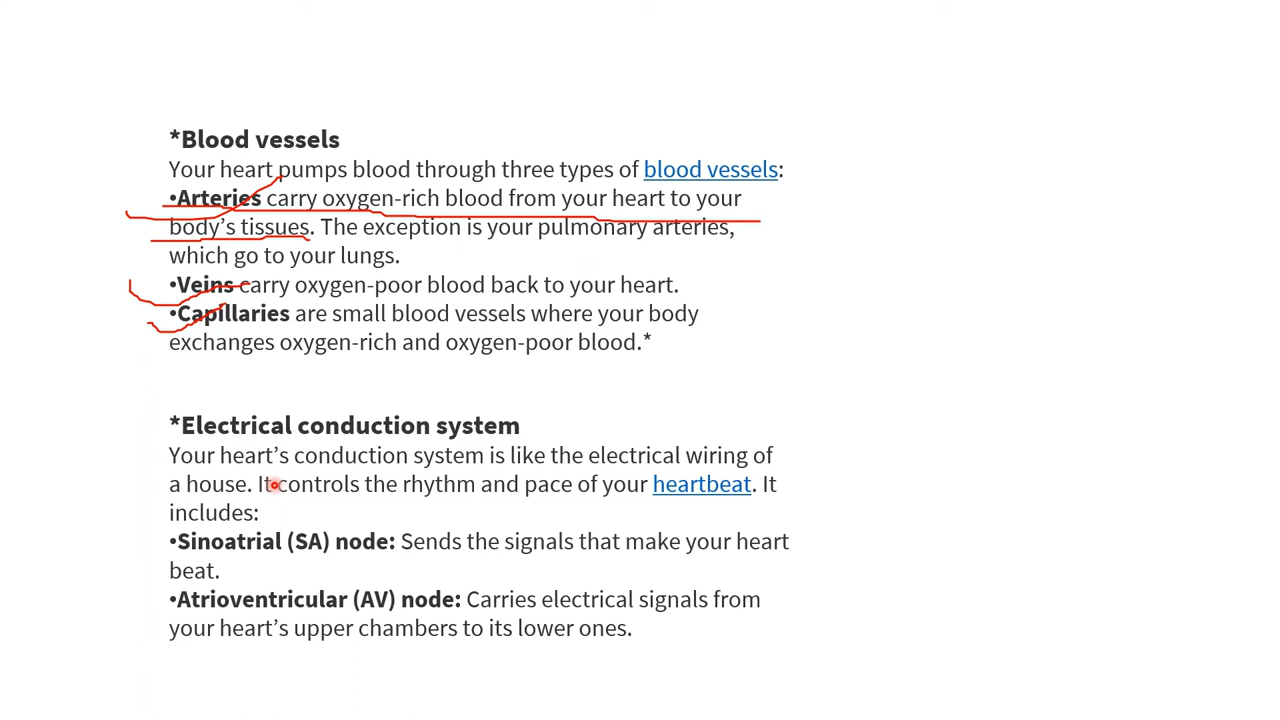 *Blood vessels
Your heart pumps blood through three types of blood vessels:
•Arteries carry oxygen-rich blood from your heart to your
body’s tissues. The exception is your pulmonary arteries,
which go to your lungs.
•Veins carry oxygen-poor blood back to your heart.
•Capillaries are small blood vessels where your body
exchanges oxygen-rich and oxygen-poor blood.*
*Electrical conduction system
Your heart’s conduction system is like the electrical wiring of
a house. It controls the rhythm and pace of your heartbeat. It
includes:
•Sinoatrial (SA) node: Sends the signals that make your heart
beat.
•Atrioventricular (AV) node: Carries electrical signals from
your heart’s upper chambers to its lower ones.